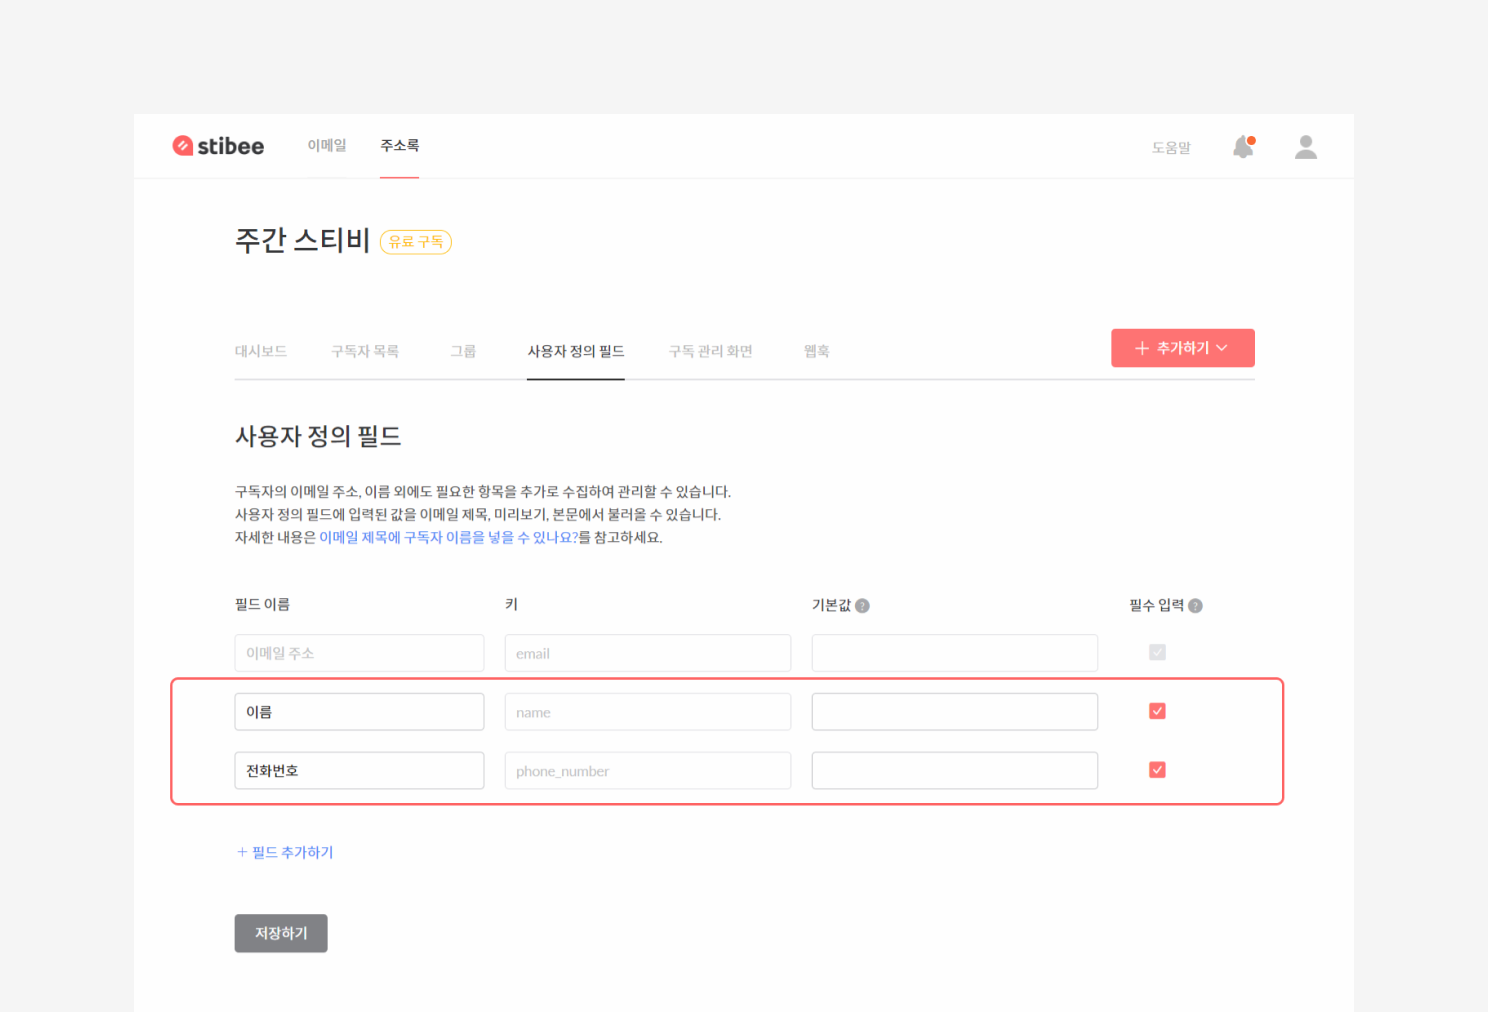 stibee 이메일 주소록 도움말
주간 스티비 유료 구독
대시보드 구독자 목록 그룹 사용자 정의 필드 구독 관리 화면 웹훅 + 추가하기
사용자 정의 필드
구독자의 이메일 주소, 이름 외에도 필요한 항목을 추가로 수집하여 관리할 수 있습니다.
사용자 정의 필드에 입력된 값을 이메일 제목, 미리보기, 본문에서 불러올 수 있습니다.
자세한 내용은 이메일 제목에 구독자 이름을 넣을 수 있나요?를 참고하세요.
필드 이름 키 기본값 ? 필수 입력 ?
이메일 주소 email
이름 name
전화번호 phone_number
+ 필드 추가하기
저장하기